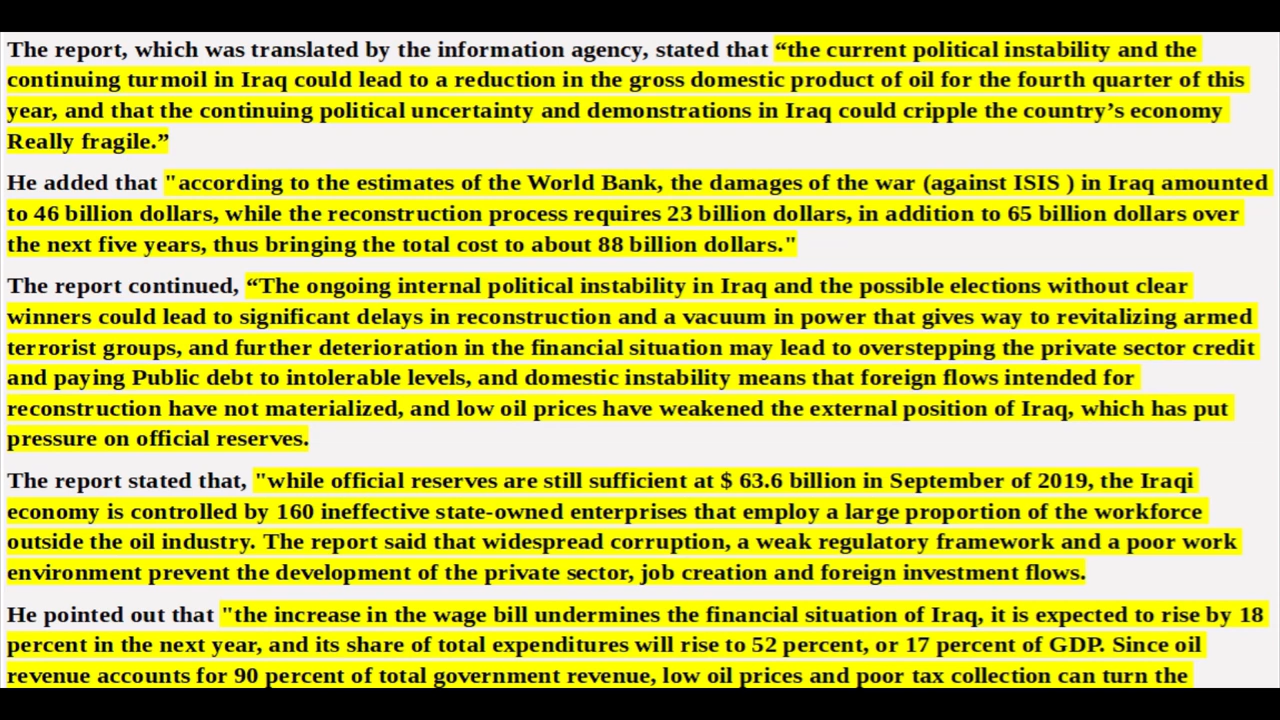 The report, which was translated by the information agency, stated that “the current political instability and the
continuing turmoil in Iraq could lead to a reduction in the gross domestic product of oil for the fourth quarter of this
year, and that the continuing political uncertainty and demonstrations in Iraq could cripple the country’s economy
Really fragile.”
He added that "according to the estimates of the World Bank, the damages of the war (against ISIS ) in Iraq amounted
to 46 billion dollars, while the reconstruction process requires 23 billion dollars, in addition to 65 billion dollars over
the next five years, thus bringing the total cost to about 88 billion dollars."
The report continued, “The ongoing internal political instability in Iraq and the possible elections without clear
winners could lead to significant delays in reconstruction and a vacuum in power that gives way to revitalizing armed
terrorist groups, and further deterioration in the financial situation may lead to overstepping the private sector credit
and paying Public debt to intolerable levels, and domestic instability means that foreign flows intended for
reconstruction have not materialized, and low oil prices have weakened the external position of Iraq, which has put
pressure on official reserves.
The report stated that, "while official reserves are still sufficient at $ 63.6 billion in September of 2019, the Iraqi
economy is controlled by 160 ineffective state-owned enterprises that employ a large proportion of the workforce
outside the oil industry. The report said that widespread corruption, a weak regulatory framework and a poor work
environment prevent the development of the private sector, job creation and foreign investment flows.
He pointed out that "the increase in the wage bill undermines the financial situation of Iraq, it is expected to rise by 18
percent in the next year, and its share of total expenditures will rise to 52 percent, or 17 percent of GDP. Since oil
revenue accounts for 90 percent of total government revenue, low oil prices and poor tax collection can turn the